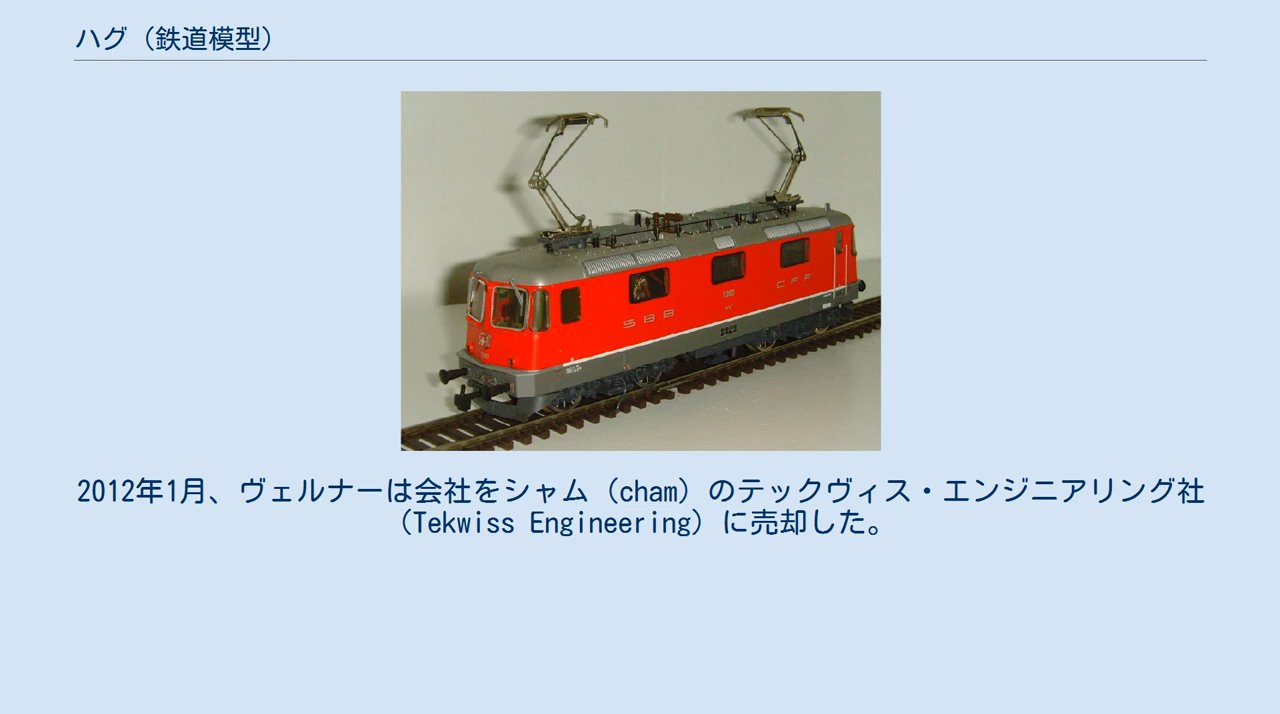 ハグ（鉄道模型）
SBB
CFF
2012年1月、ヴェルナーは会社をシャム（cham）のテックヴィス・エンジニアリング社
（Tekwiss Engineering）に売却した。